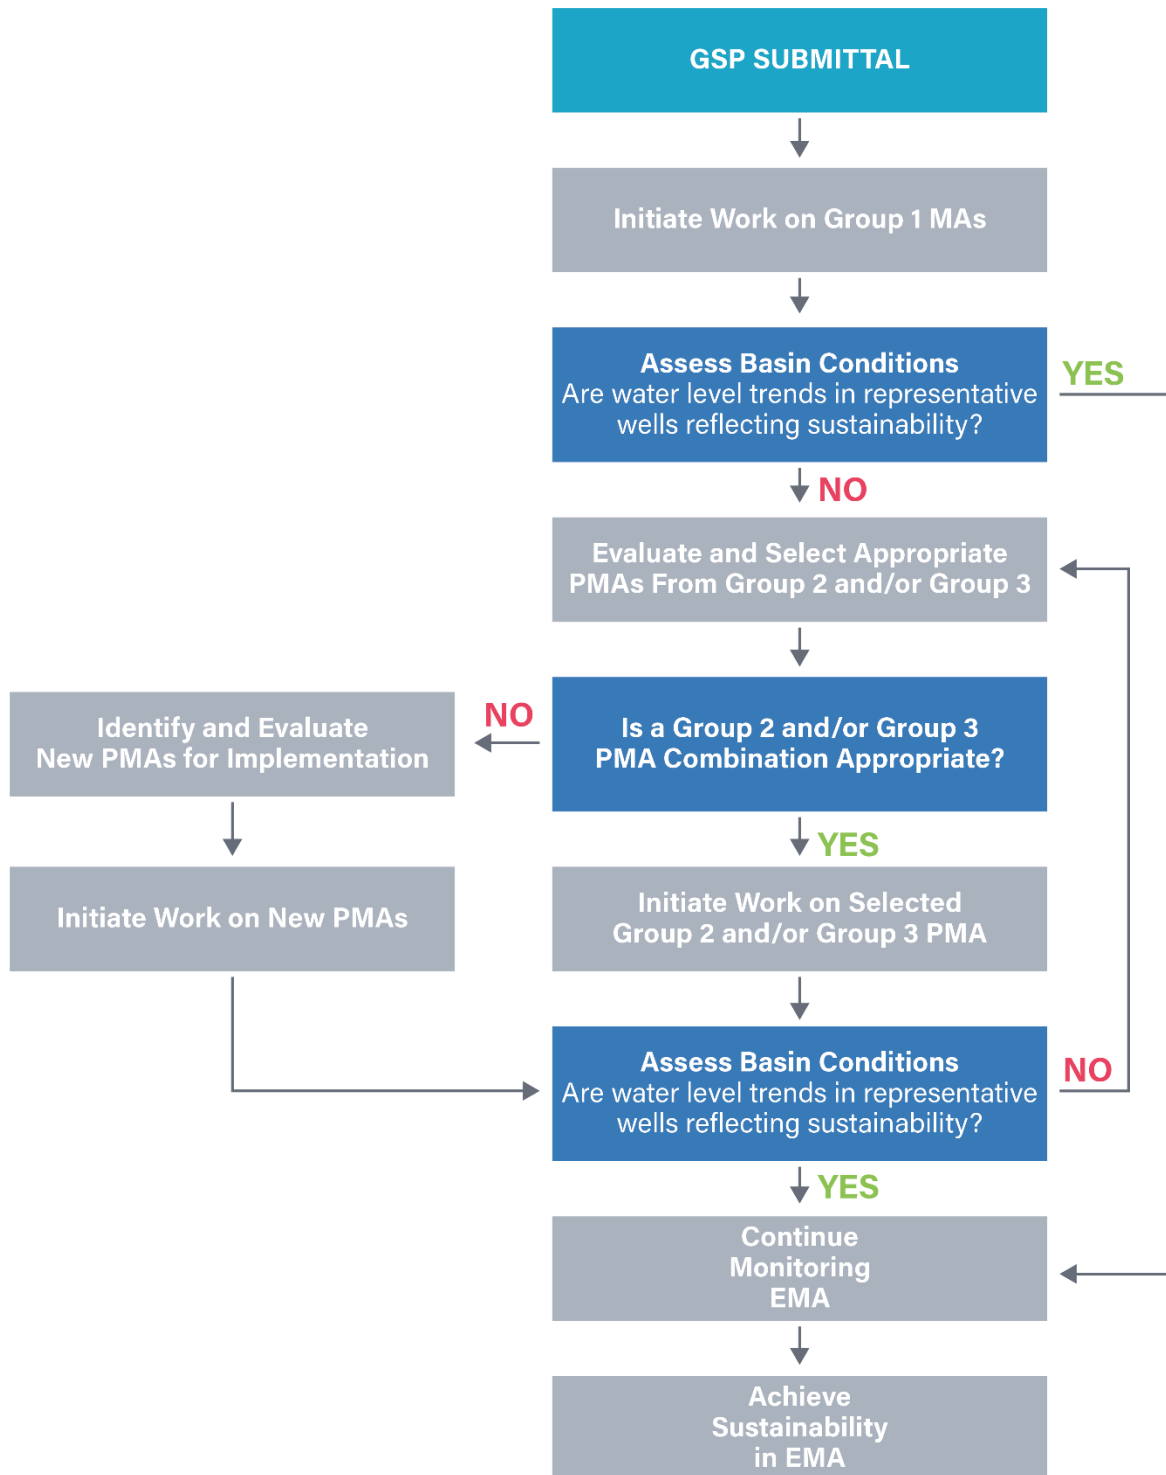 GSP SUBMITTAL
Initiate Work on Group 1 MAs
Assess Basin Conditions
Are water level trends in representative
wells reflecting sustainability?
YES
NO
Evaluate and Select Appropriate
PMAs From Group 2 and/or Group 3
Is a Group 2 and/or Group 3
PMA Combination Appropriate?
NO
Identify and Evaluate
New PMAs for Implementation
Initiate Work on New PMAs
YES
Initiate Work on Selected
Group 2 and/or Group 3 PMA
Assess Basin Conditions
Are water level trends in representative
wells reflecting sustainability?
NO
YES
Continue
Monitoring
EMA
Achieve
Sustainability
in EMA